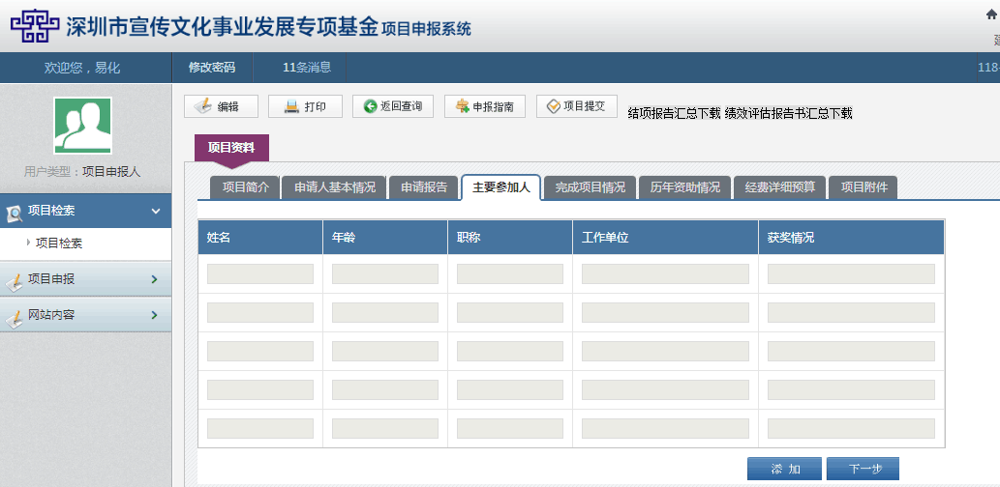 深圳市宣传文化事业发展专项基金项目申报系统
欢迎您，易化 修改密码 11条消息 118
编辑 打印 返回查询 申报指南 项目提交 结项报告汇总下载 绩效评估报告书汇总下载
项目资料
用户类型：项目申报人
项目简介 申请人基本情况 申请报告 主要参加人 完成项目情况 历年资助情况 经费详细预算 项目附件
项目检索
项目检索
项目申报
网站内容
姓名 年龄 职称 工作单位 获奖情况
添 加 下一步